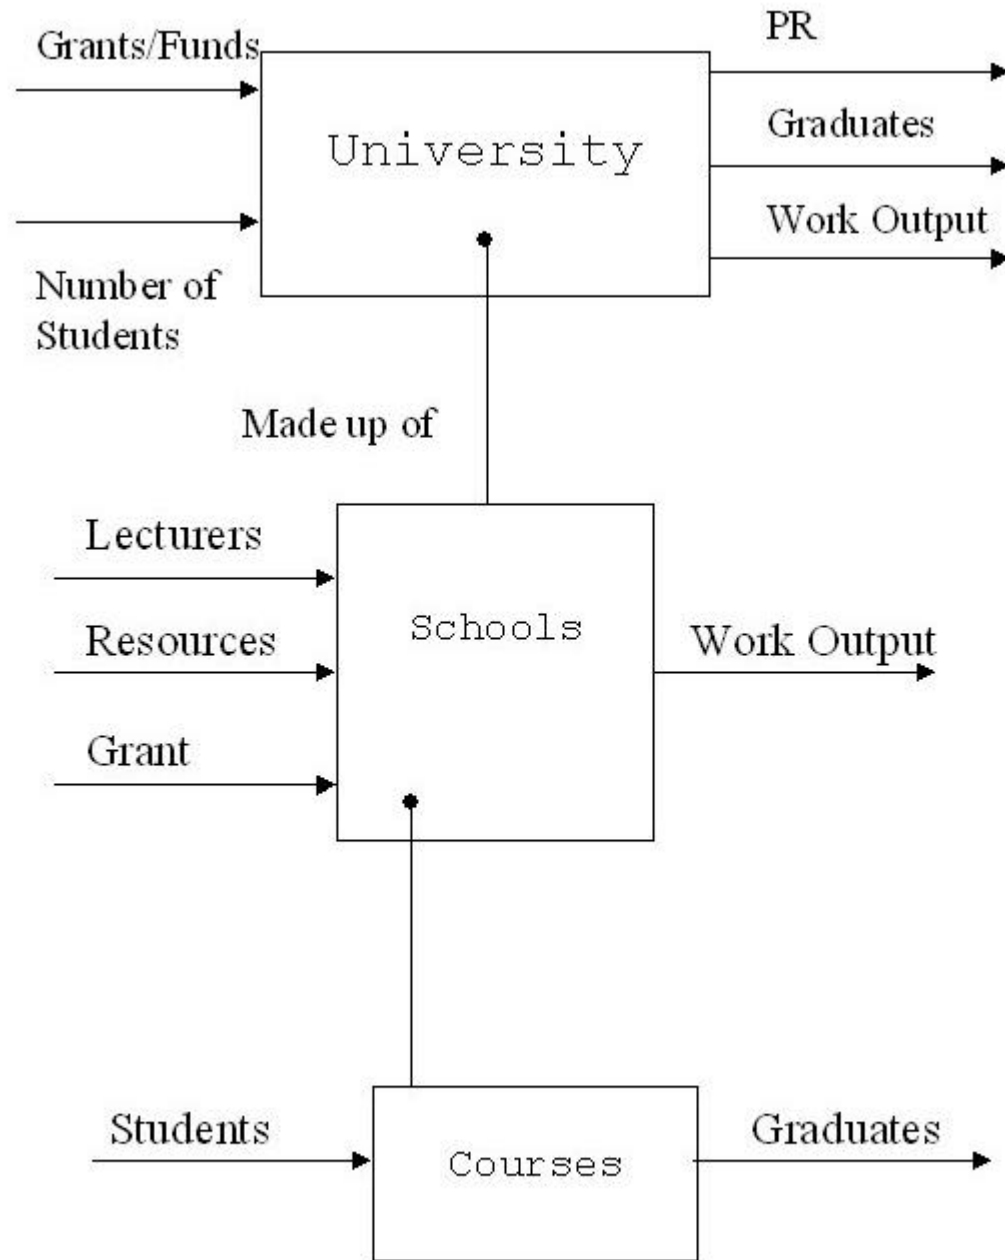 Grants/Funds
PR
University
Graduates
Work Output
Number of
Students
Made up of
Lecturers
Schools
Resources
Work Output
Grant
Students
Courses
Graduates